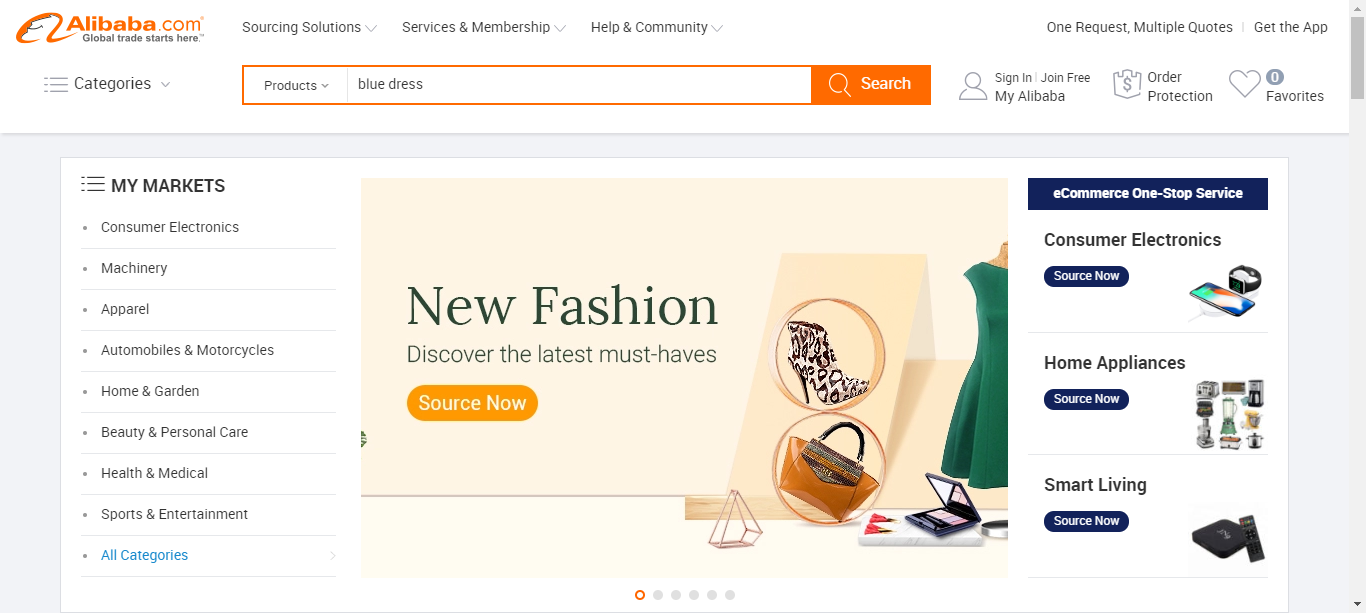 Alibaba.com
Global trade starts here.™
Sourcing Solutions
Services & Membership
Help & Community
One Request, Multiple Quotes
Get the App
Categories
Products
blue dress
Search
Sign In | Join Free
My Alibaba
Order
Protection
0
Favorites
MY MARKETS
Consumer Electronics
Machinery
Apparel
Automobiles & Motorcycles
Home & Garden
Beauty & Personal Care
Health & Medical
Sports & Entertainment
All Categories
New Fashion
Discover the latest must-haves
Source Now
eCommerce One-Stop Service
Consumer Electronics
Source Now
Home Appliances
Source Now
Smart Living
Source Now